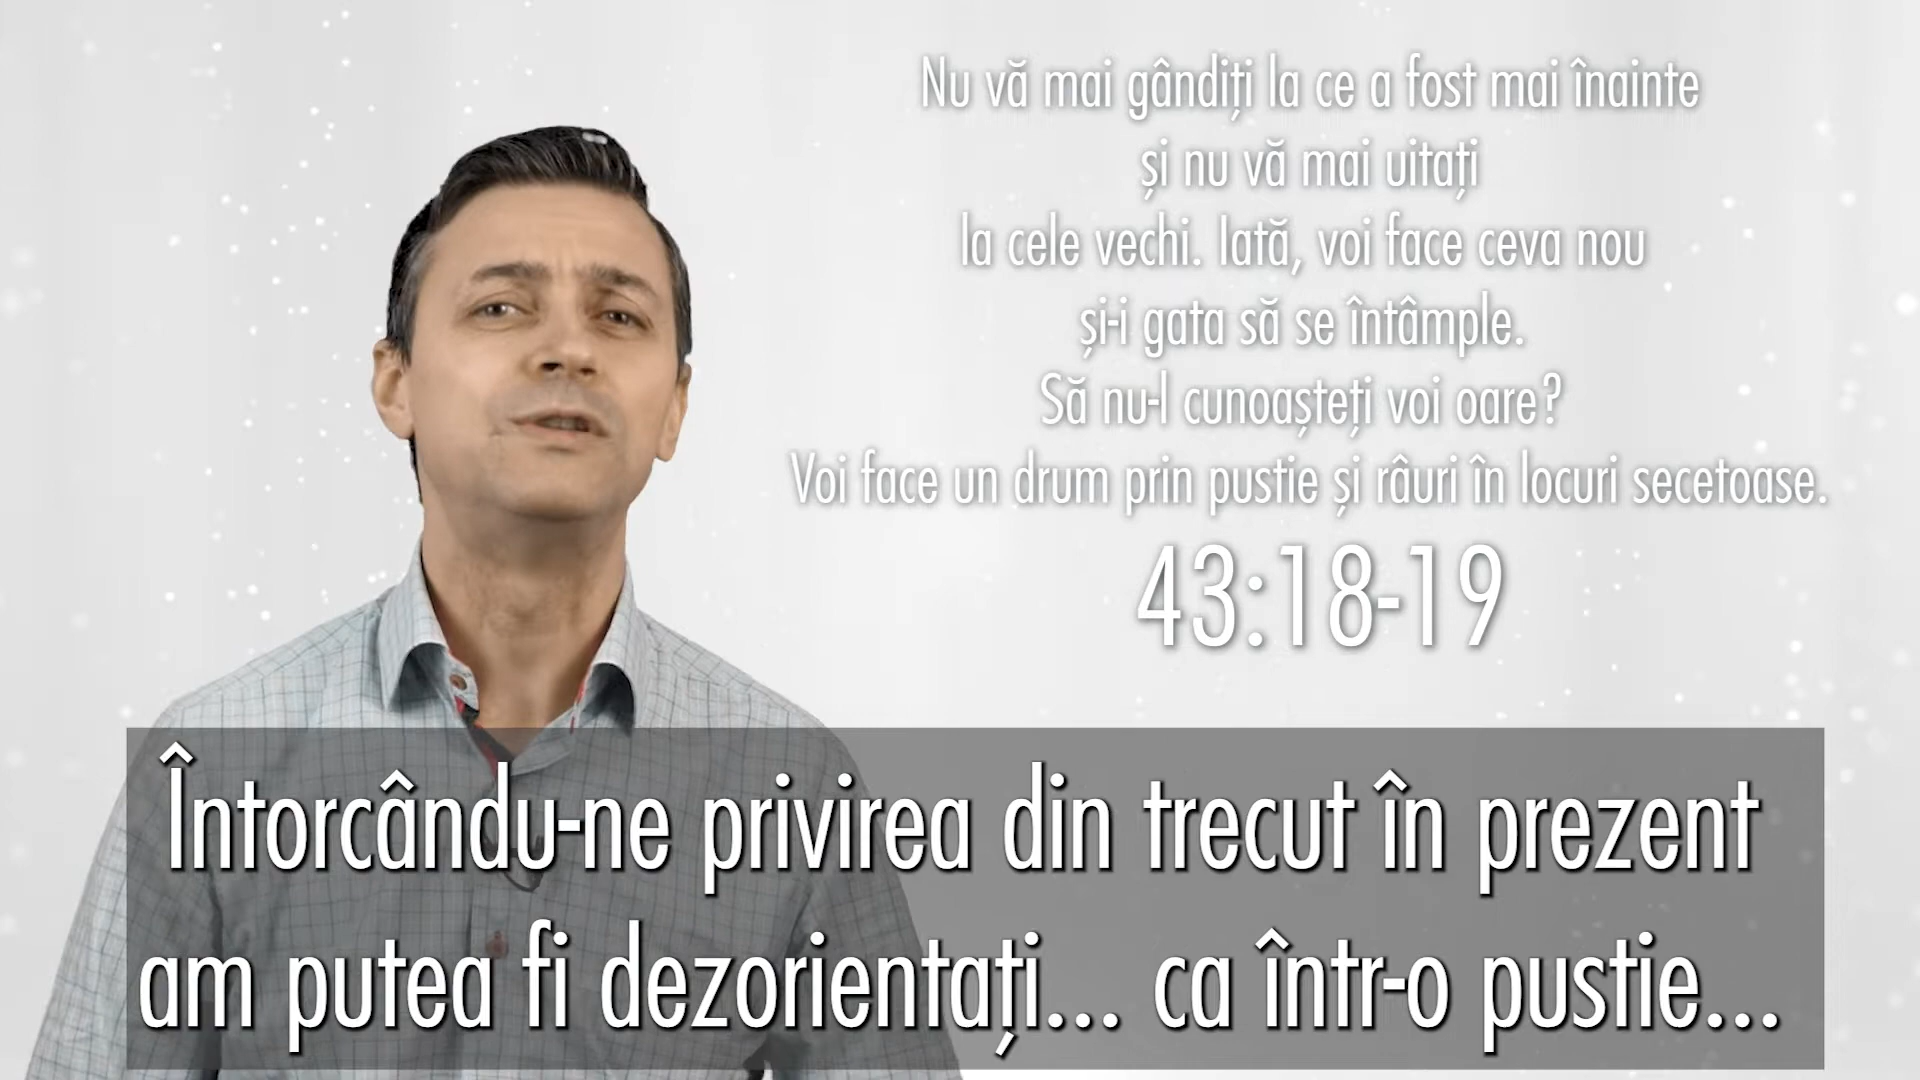 Nu vă mai gândiți la ce a fost mai înainte
și nu vă mai uitați
la cele vechi. Iată, voi face ceva nou
și-i gata să se întâmple.
Să nu-l cunoașteți voi oare?
Voi face un drum prin pustie și râuri în locuri secetoase.
43:18-19
Întorcându-ne privirea din trecut în prezent
am putea fi dezorientați... ca într-o pustie...